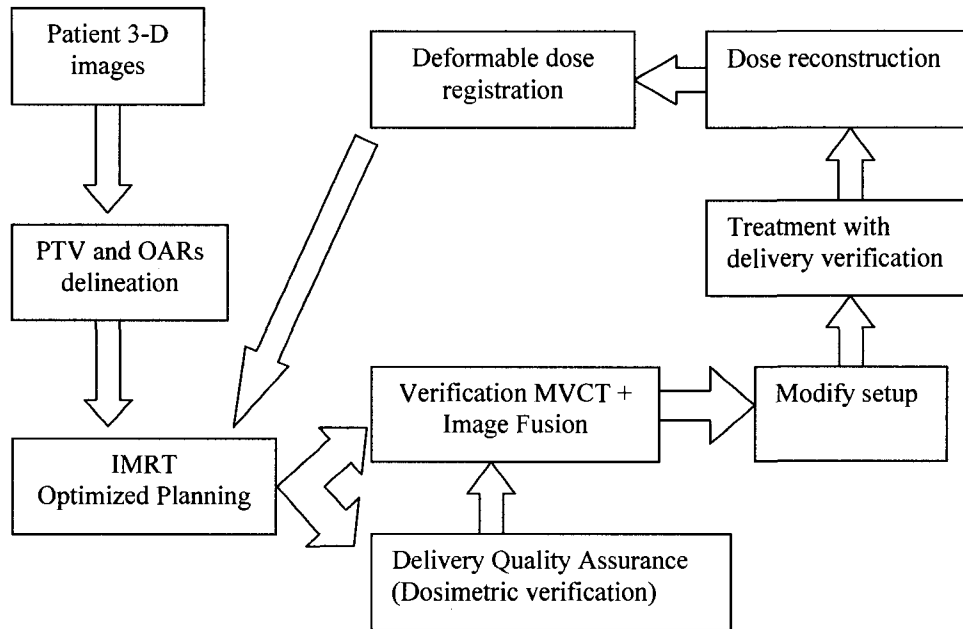 Patient 3-D
images
Deformable dose
registration
Dose reconstruction
PTV and OARs
delineation
Treatment with
delivery verification
Verification MVCT +
Image Fusion
Modify setup
IMRT
Optimized Planning
Delivery Quality Assurance
(Dosimetric verification)